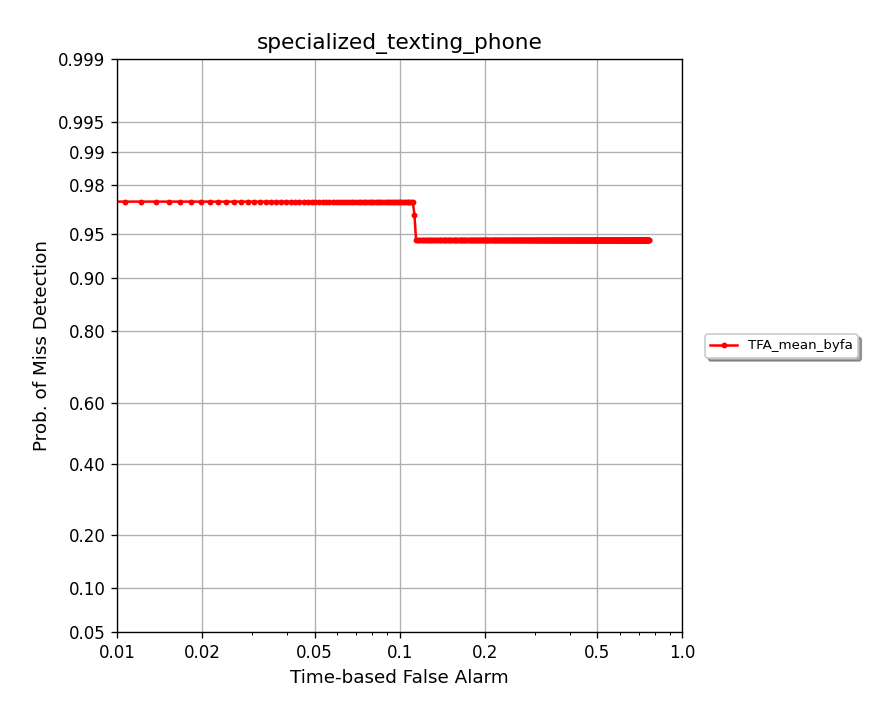 specialized_texting_phone
0.999
0.995
0.99
0.98
0.95
0.90
0.80
0.60
0.40
0.20
0.10
0.05
Prob. of Miss Detection
0.01 0.02 0.05 0.1 0.2 0.5 1.0
Time-based False Alarm
TFA_mean_byfa